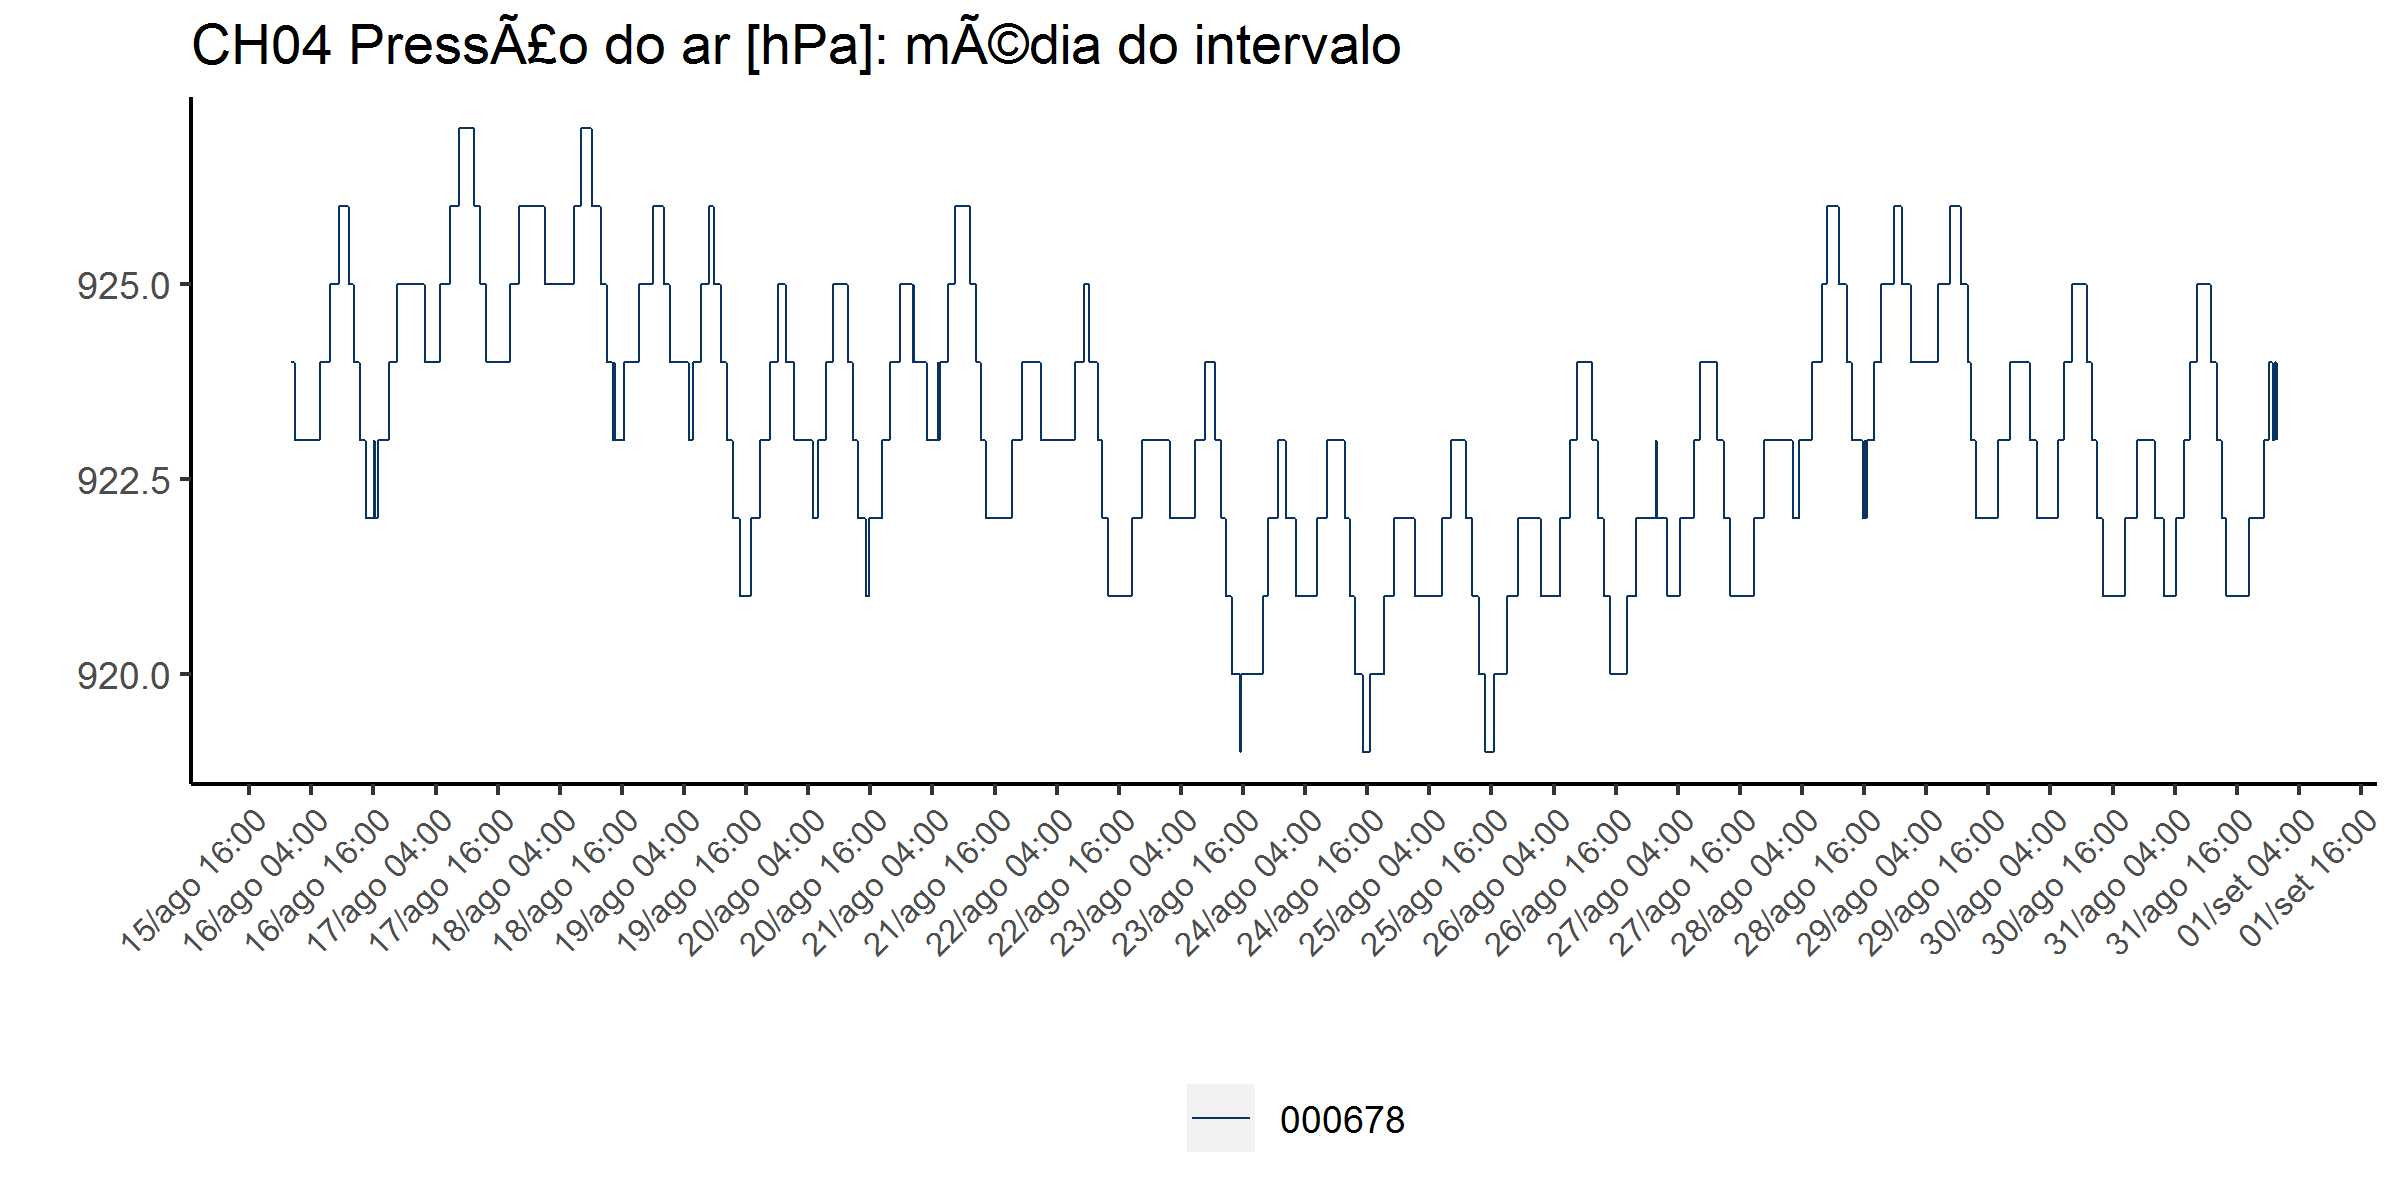 CH04 PressÃ£o do ar [hPa]: mÃ©dia do intervalo
925.0
922.5
920.0
15/ago 16:00
16/ago 04:00
16/ago 16:00
17/ago 04:00
17/ago 16:00
18/ago 04:00
18/ago 16:00
19/ago 04:00
19/ago 16:00
20/ago 04:00
20/ago 16:00
21/ago 04:00
21/ago 16:00
22/ago 04:00
22/ago 16:00
23/ago 04:00
23/ago 16:00
24/ago 04:00
24/ago 16:00
25/ago 04:00
25/ago 16:00
26/ago 04:00
26/ago 16:00
27/ago 04:00
27/ago 16:00
28/ago 04:00
28/ago 16:00
29/ago 04:00
29/ago 16:00
30/ago 04:00
30/ago 16:00
31/ago 04:00
31/ago 16:00
01/set 04:00
01/set 16:00
000678